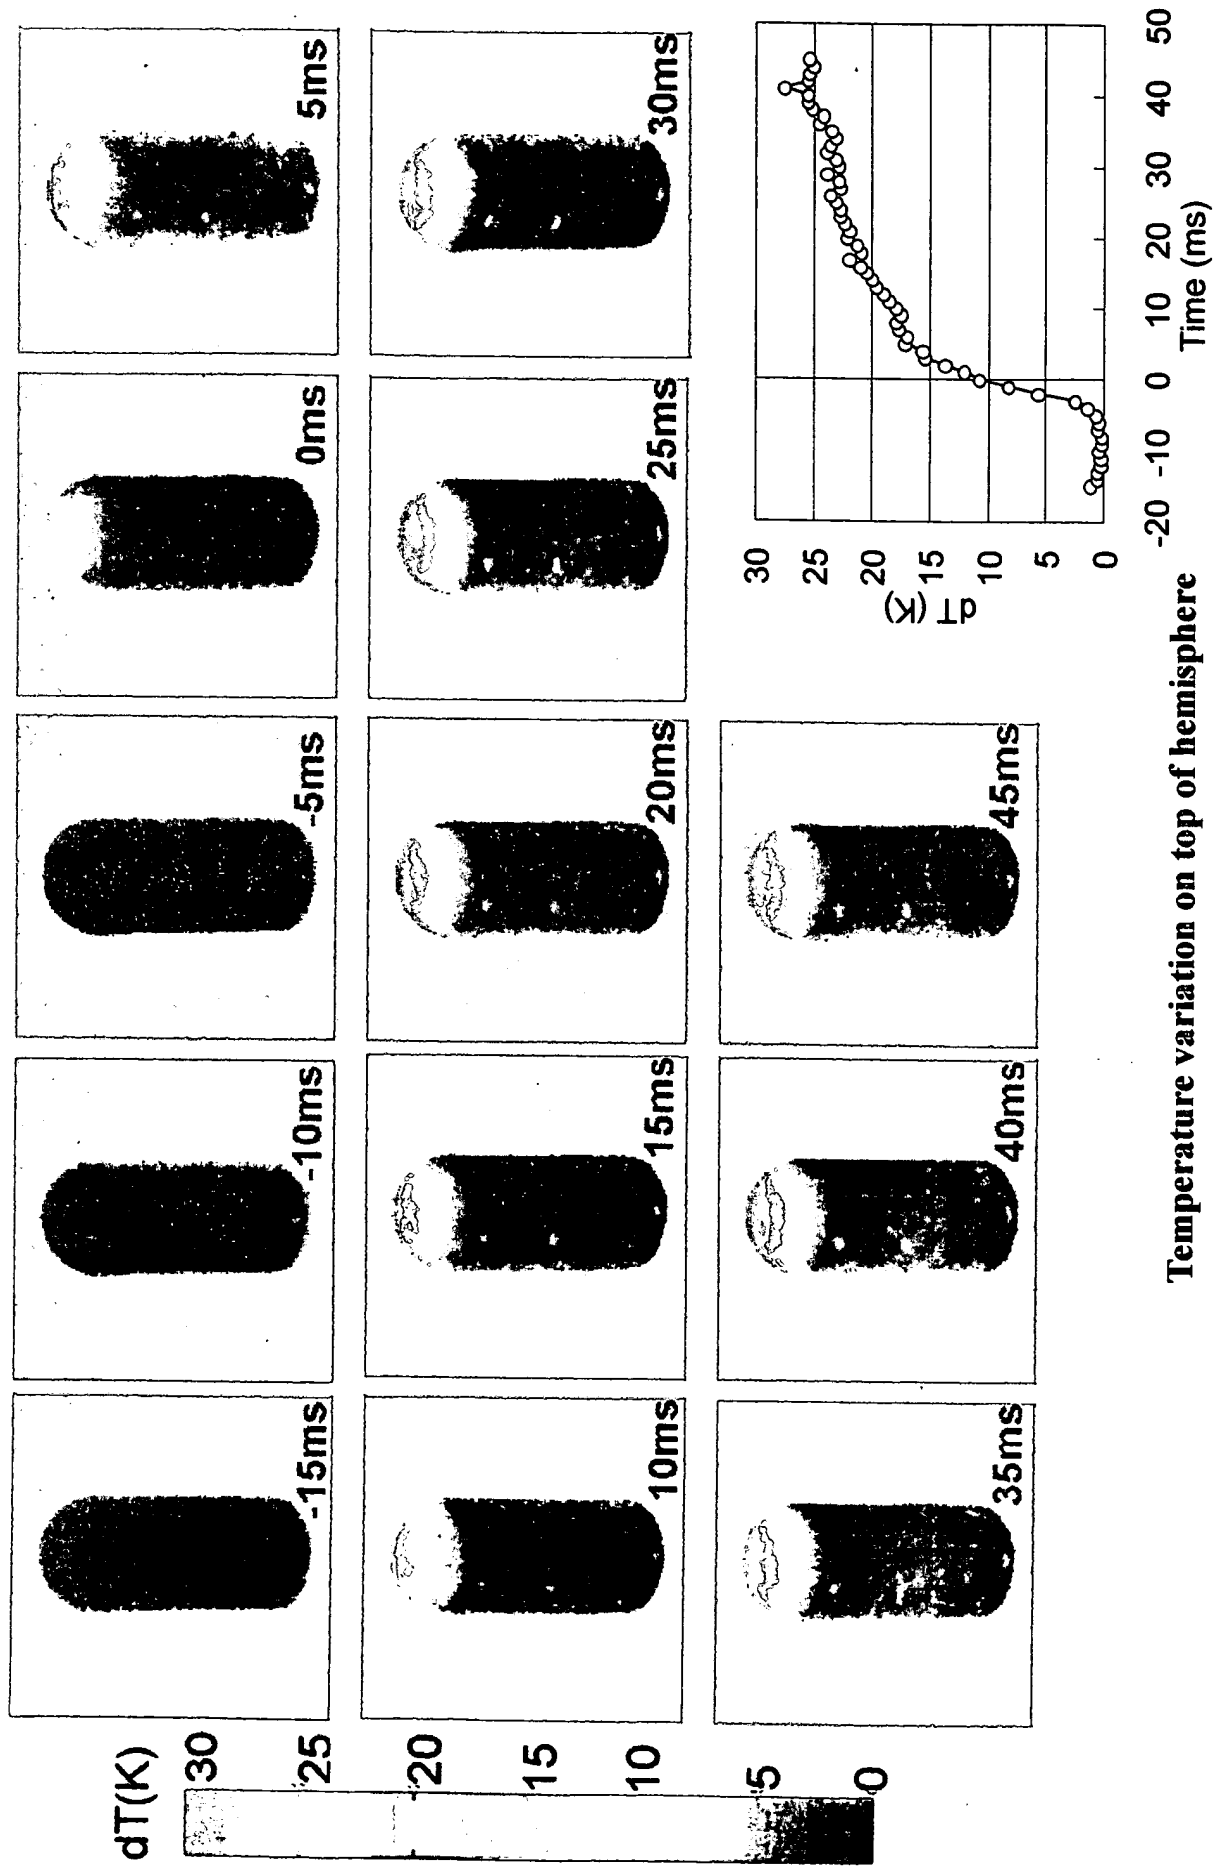 dT(K)
30
25
20
15
10
5
0
-15ms
-10ms
-5ms
0ms
5ms
10ms
15ms
20ms
25ms
30ms
35ms
40ms
45ms
dT (K)
30
25
20
15
10
5
0
-20 -10 0 10 20 30 40 50
Time (ms)
Temperature variation on top of hemisphere